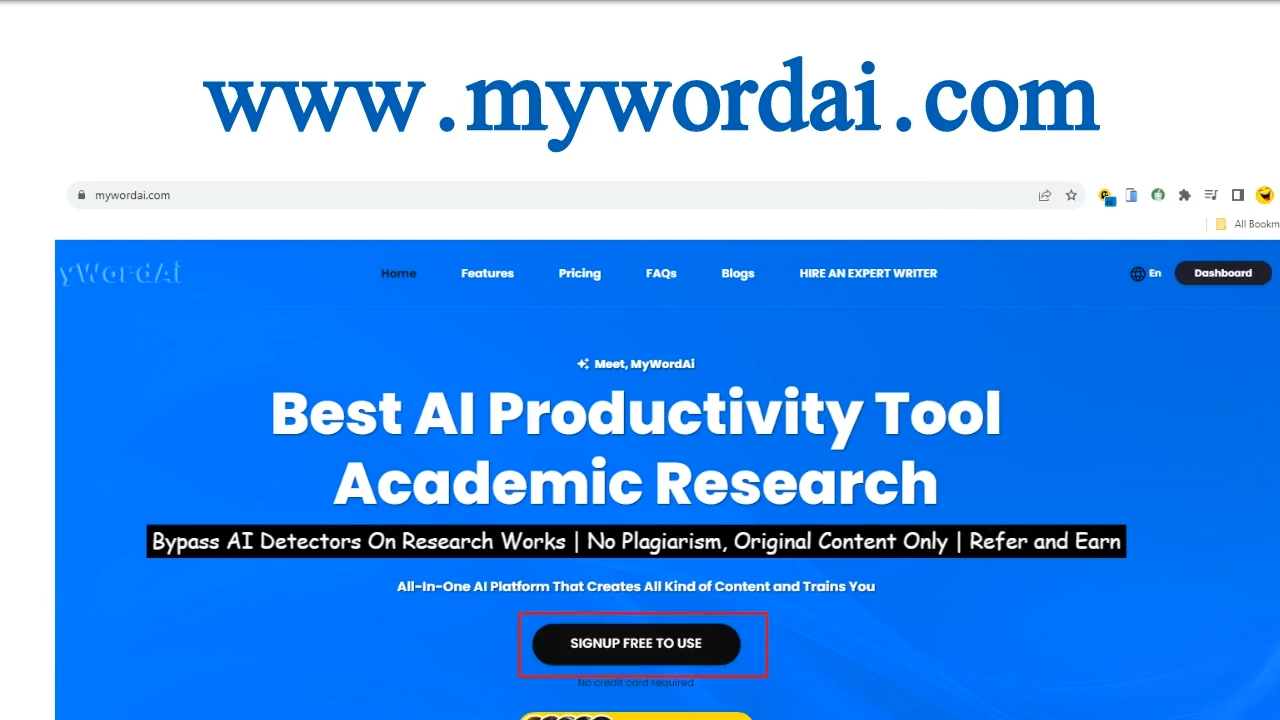 www.mywordai.com
mywordai.com
All Bookm
yWordAi
Home Features Pricing FAQs Blogs HIRE AN EXPERT WRITER En Dashboard
Meet, MyWordAi
Best AI Productivity Tool
Academic Research
Bypass AI Detectors On Research Works | No Plagiarism, Original Content Only | Refer and Earn
All-In-One AI Platform That Creates All Kind of Content and Trains You
SIGNUP FREE TO USE
No credit card required